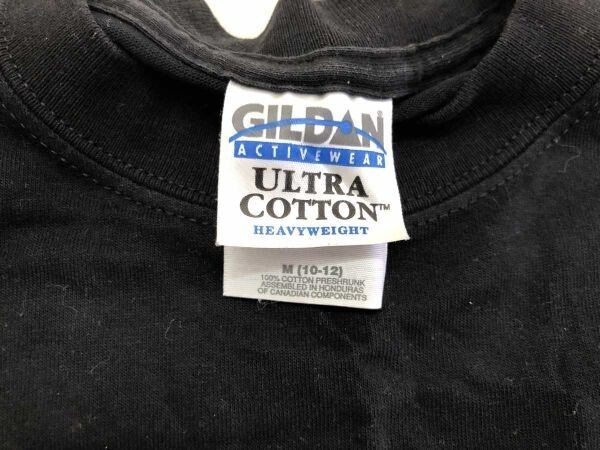 GILDAN®
ACTIVEWEAR
ULTRA
COTTON™
HEAVYWEIGHT
M (10-12)
100% COTTON PRESHRUNK
ASSEMBLED IN HONDURAS
OF CANADIAN COMPONENTS